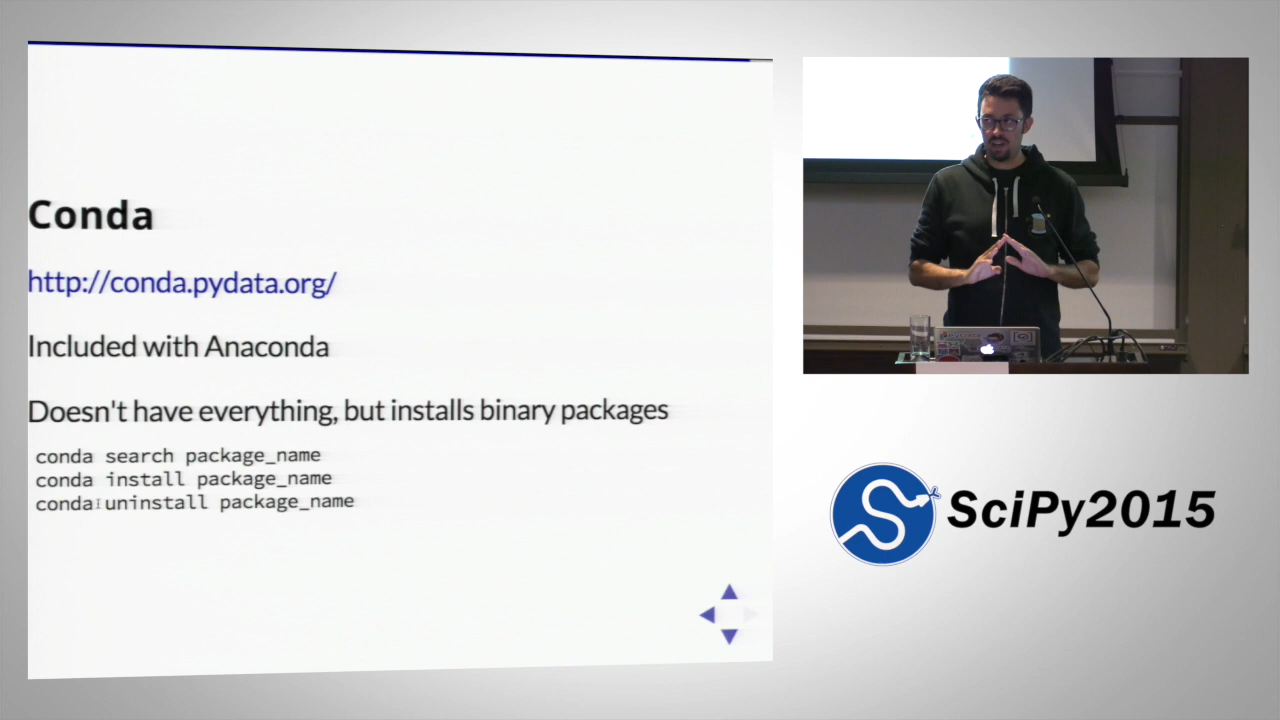 Conda
http://conda.pydata.org/
Included with Anaconda
Doesn't have everything, but installs binary packages
conda search package_name
conda install package_name
conda uninstall package_name
SciPy2015